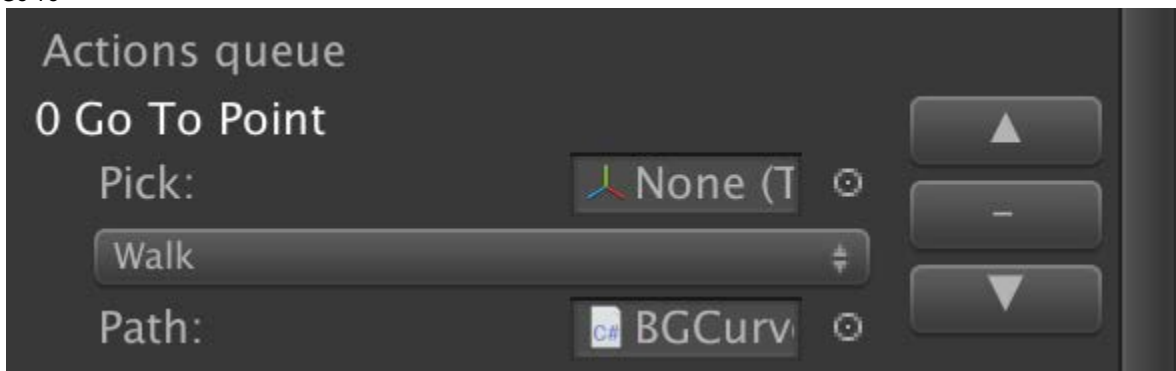 Actions queue
0 Go To Point
Pick:
None (T
Walk
Path:
C#
BGCurv